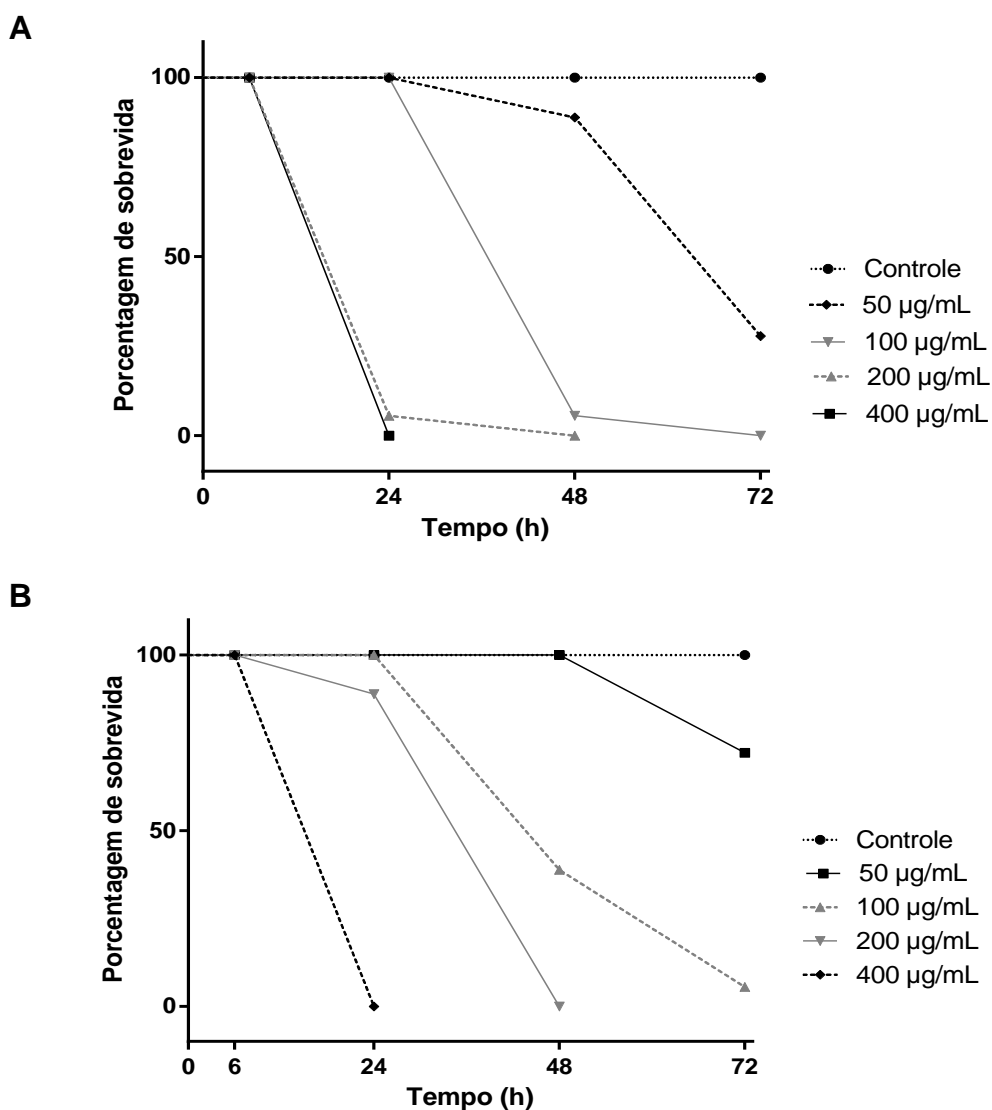 A
Porcentagem de sobrevida
100
50
0
0 24 48 72
Tempo (h)
Controle
50 µg/mL
100 µg/mL
200 µg/mL
400 µg/mL
B
Porcentagem de sobrevida
100
50
0
0 6 24 48 72
Tempo (h)
Controle
50 µg/mL
100 µg/mL
200 µg/mL
400 µg/mL